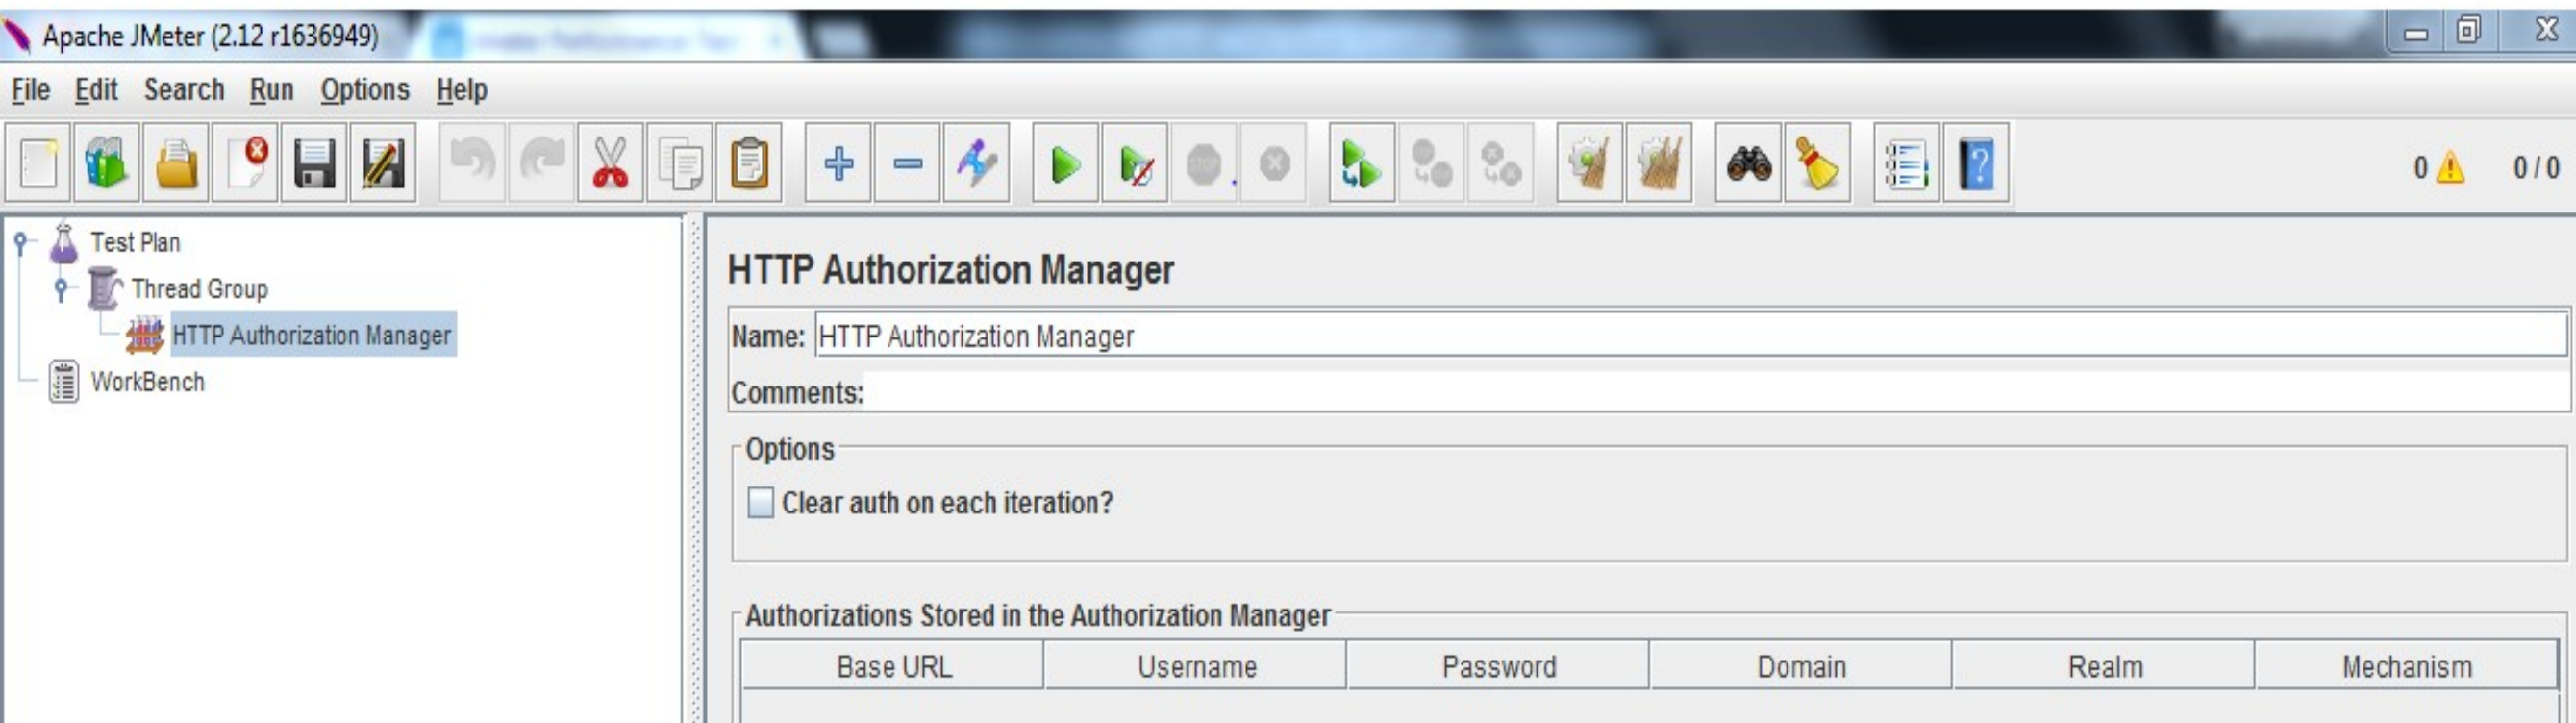 Apache JMeter (2.12 r1636949)
File Edit Search Run Options Help
0 0 / 0
Test Plan
Thread Group
HTTP Authorization Manager
WorkBench
HTTP Authorization Manager
Name: HTTP Authorization Manager
Comments:
Options
Clear auth on each iteration?
Authorizations Stored in the Authorization Manager
Base URL Username Password Domain Realm Mechanism